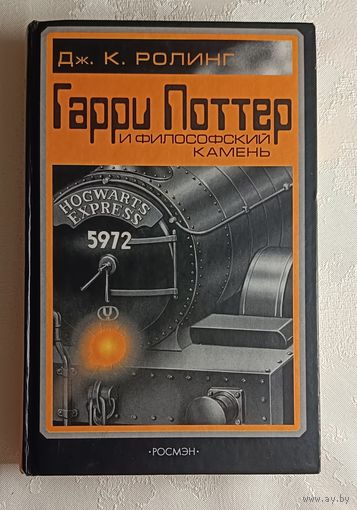 Дж. К. РОЛИНГ
Гарри Поттер
И ФИЛОСОФСКИЙ
КАМЕНЬ
HOGWARTS
EXPRESS
5972
·РОСМЭН·
www.ay.by